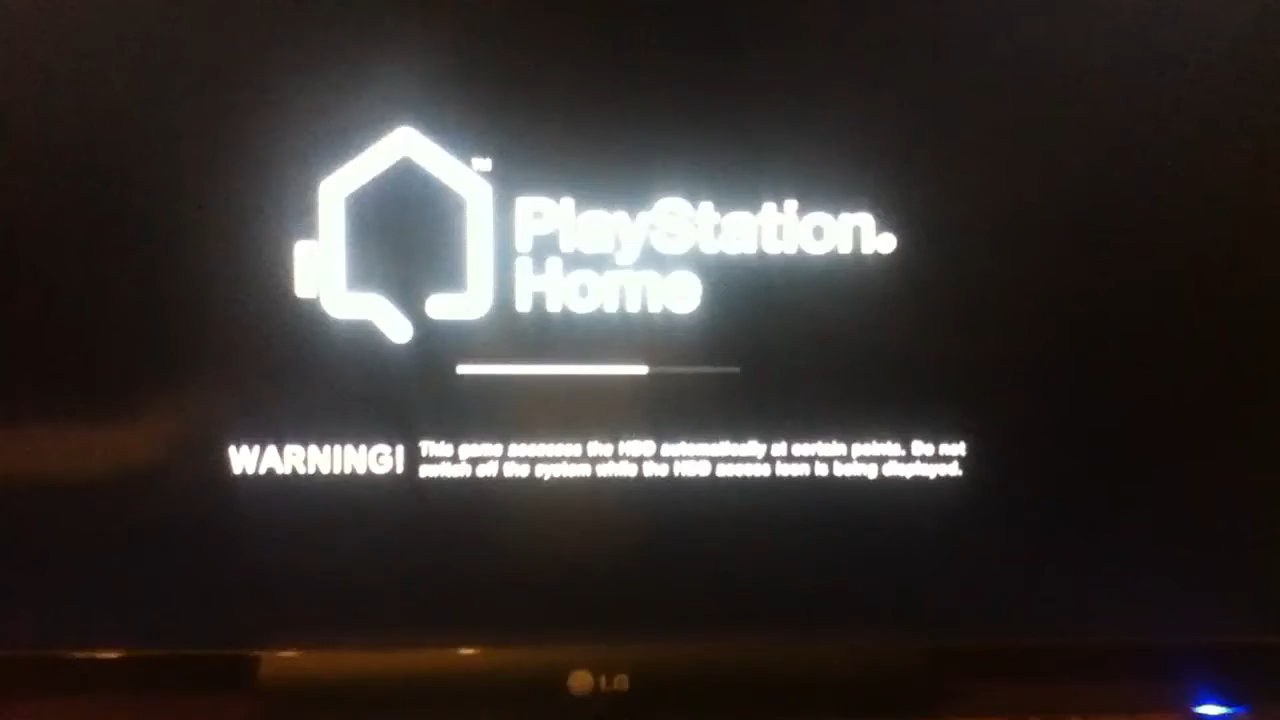 PlayStation®
Home
™
WARNING! This game accesses the HDD automatically at certain points. Do not
switch off the system while the HDD access icon is being displayed.
LG